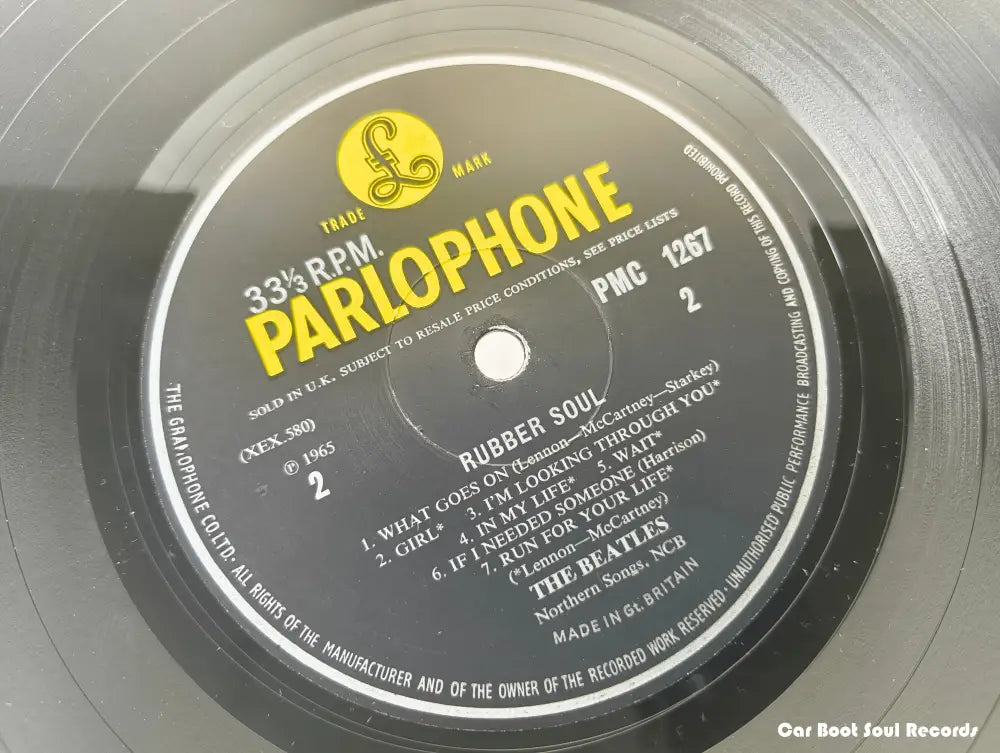 £
TRADE MARK
33⅓ R.P.M.
PARLOPHONE
SOLD IN U.K. SUBJECT TO RESALE PRICE CONDITIONS, SEE PRICE LISTS
PMC 1267
2
(XEX.580)
℗ 1965
2
RUBBER SOUL
1. WHAT GOES ON (Lennon—McCartney—Starkey)
2. GIRL* 3. I'M LOOKING THROUGH YOU*
4. IN MY LIFE* 5. WAIT*
6. IF I NEEDED SOMEONE (Harrison)
7. RUN FOR YOUR LIFE*
(*Lennon—McCartney)
THE BEATLES
Northern Songs, NCB
MADE IN Gt. BRITAIN
THE GRAMOPHONE CO. LTD. · ALL RIGHTS OF THE MANUFACTURER AND OF THE OWNER OF THE RECORDED WORK RESERVED · UNAUTHORISED PUBLIC PERFORMANCE BROADCASTING AND COPYING OF THIS RECORD PROHIBITED
Car Boot Soul Records